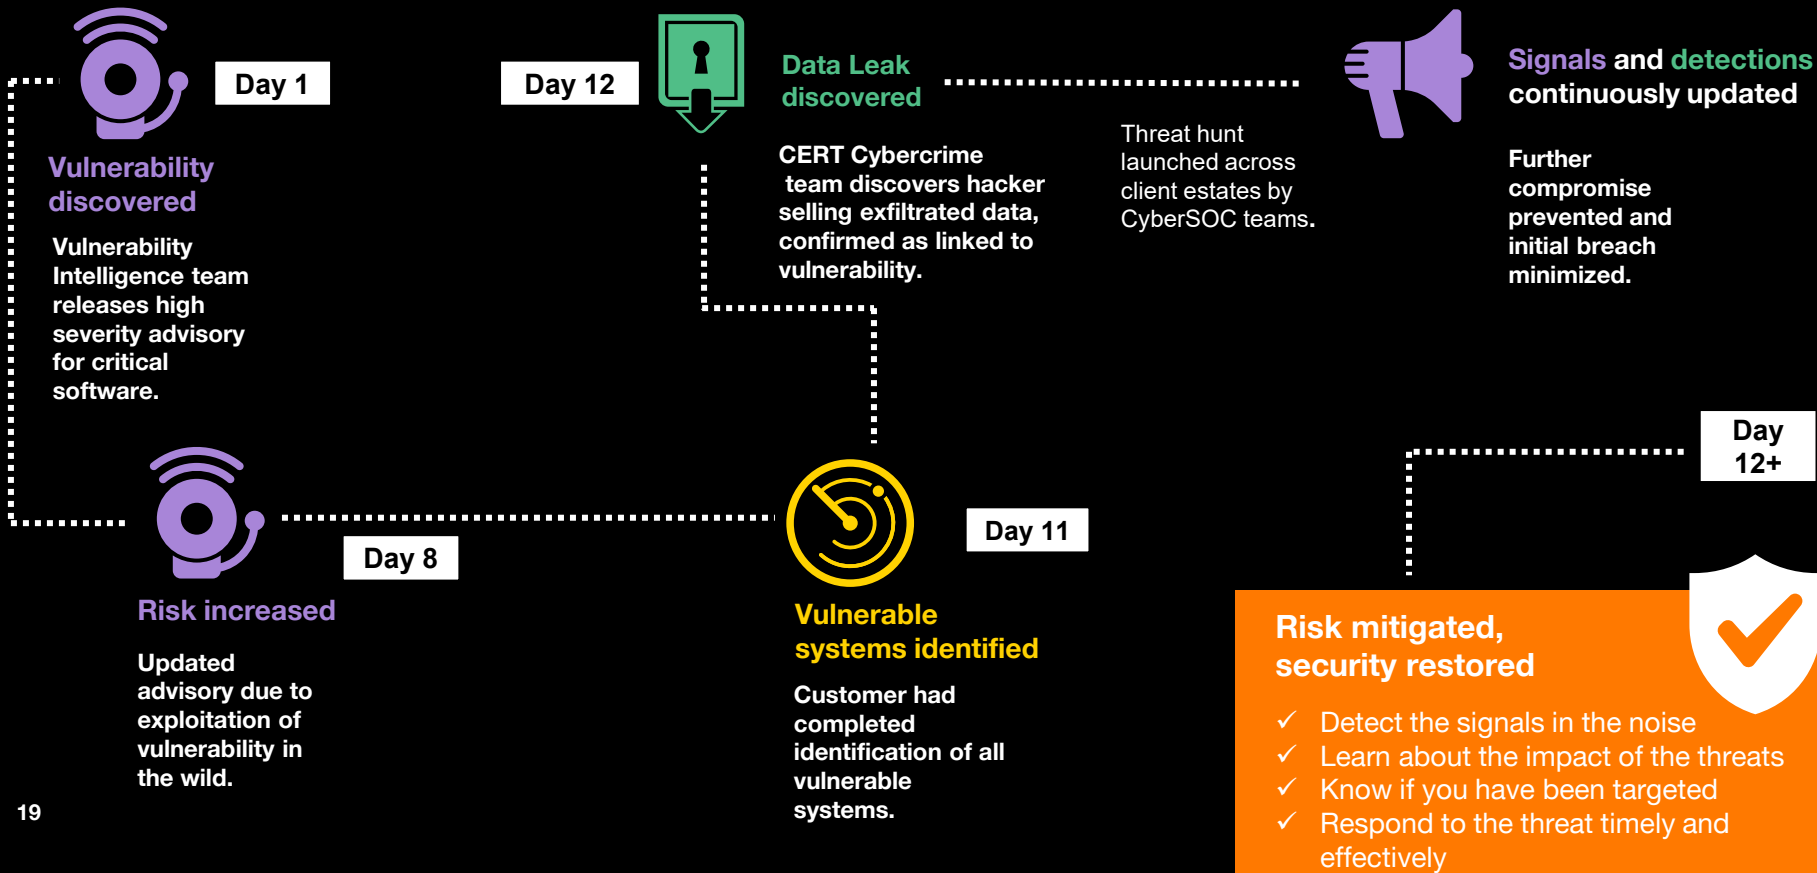 Day 1
Vulnerability
discovered
Vulnerability
Intelligence team
releases high
severity advisory
for critical
software.
Day 8
Risk increased
Updated
advisory due to
exploitation of
vulnerability in
the wild.
Day 11
Vulnerable
systems identified
Customer had
completed
identification of all
vulnerable
systems.
Day 12
Data Leak
discovered
CERT Cybercrime
team discovers hacker
selling exfiltrated data,
confirmed as linked to
vulnerability.
Threat hunt
launched across
client estates by
CyberSOC teams.
Signals and detections
continuously updated
Further
compromise
prevented and
initial breach
minimized.
Day
12+
Risk mitigated,
security restored
✓ Detect the signals in the noise
✓ Learn about the impact of the threats
✓ Know if you have been targeted
✓ Respond to the threat timely and
effectively
19